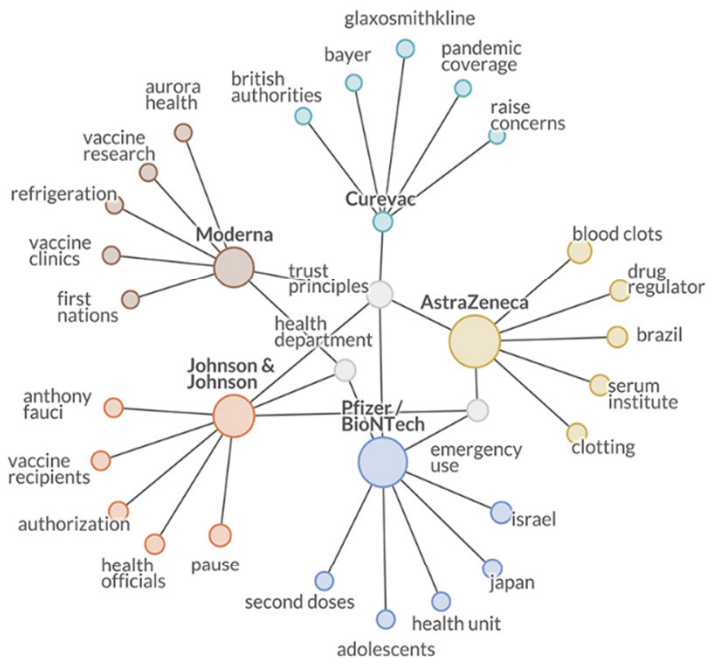 glaxosmithkline
bayer
pandemic
coverage
british
authorities
raise
concerns
aurora
health
vaccine
research
refrigeration
vaccine
clinics
first
nations
Moderna
Curevac
trust
principles
health
department
AstraZeneca
blood clots
drug
regulator
brazil
serum
institute
clotting
Johnson &
Johnson
anthony
fauci
vaccine
recipients
authorization
health
officials
pause
Pfizer /
BioNTech
emergency
use
israel
japan
health unit
adolescents
second doses